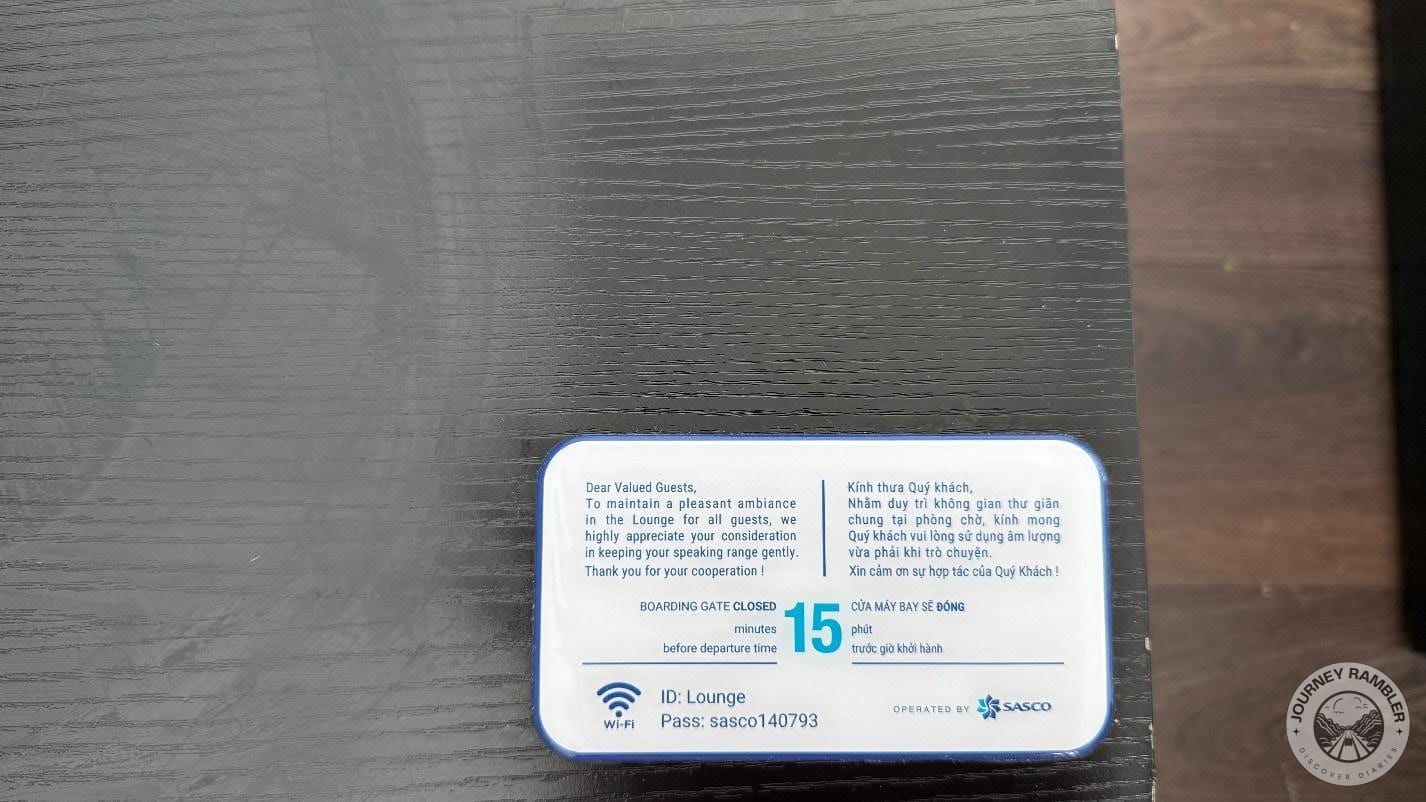 Dear Valued Guests,
To maintain a pleasant ambiance
in the Lounge for all guests, we
highly appreciate your consideration
in keeping your speaking range gently.
Thank you for your cooperation !
Kính thưa Quý khách,
Nhằm duy trì không gian thư giãn
chung tại phòng chờ, kính mong
Quý khách vui lòng sử dụng âm lượng
vừa phải khi trò chuyện.
Xin cảm ơn sự hợp tác của Quý Khách !
BOARDING GATE CLOSED
minutes
before departure time
15
CỬA MÁY BAY SẼ ĐÓNG
phút
trước giờ khởi hành
Wi-Fi
ID: Lounge
Pass: sasco140793
OPERATED BY SASCO
JOURNEY RAMBLER
DISCOVER DIARIES